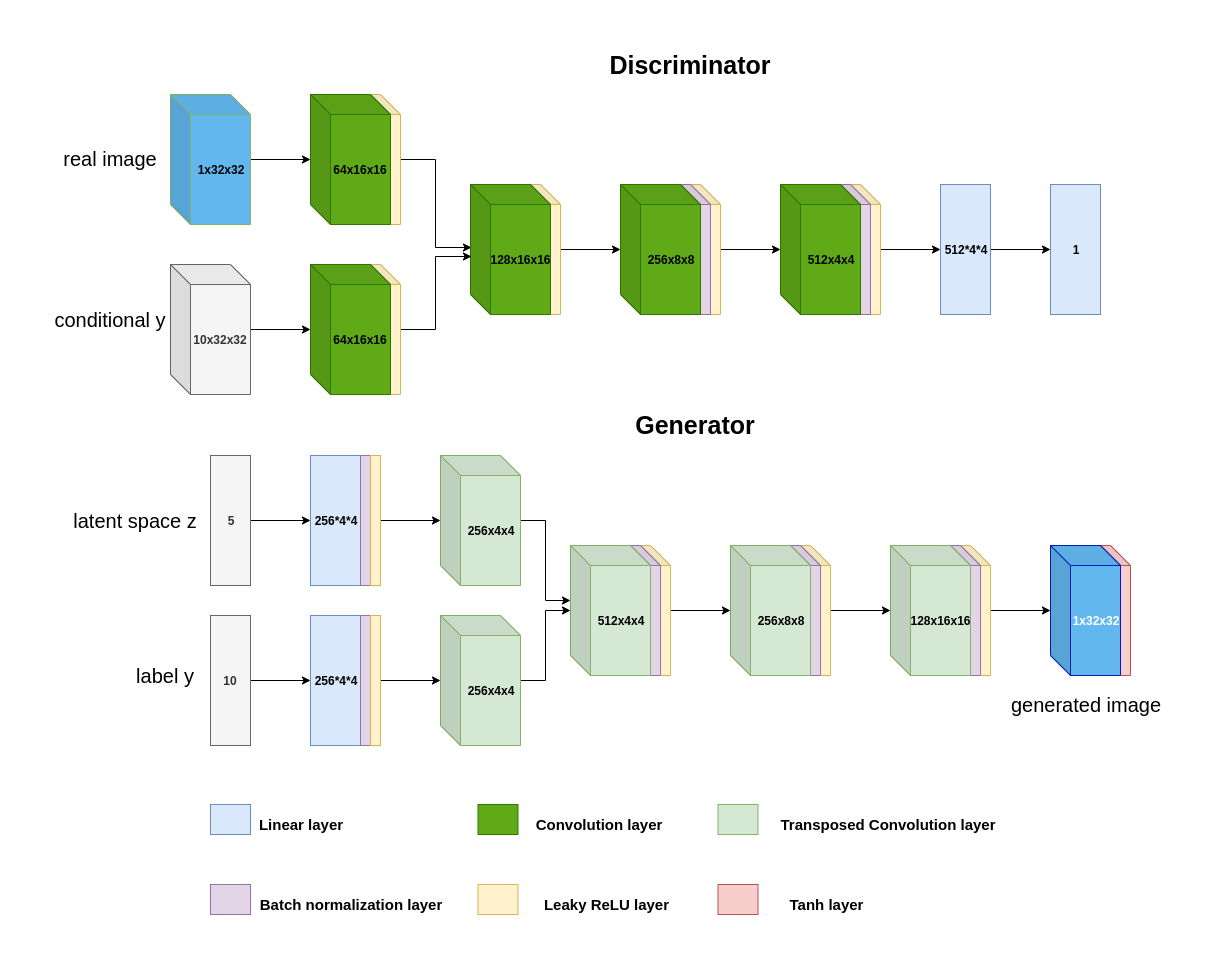 Discriminator
real image
1x32x32
64x16x16
conditional y
10x32x32
64x16x16
128x16x16
256x8x8
512x4x4
512*4*4
1
Generator
latent space z
5
256*4*4
256x4x4
label y
10
256*4*4
256x4x4
512x4x4
256x8x8
128x16x16
1x32x32
generated image
Linear layer
Convolution layer
Transposed Convolution layer
Batch normalization layer
Leaky ReLU layer
Tanh layer